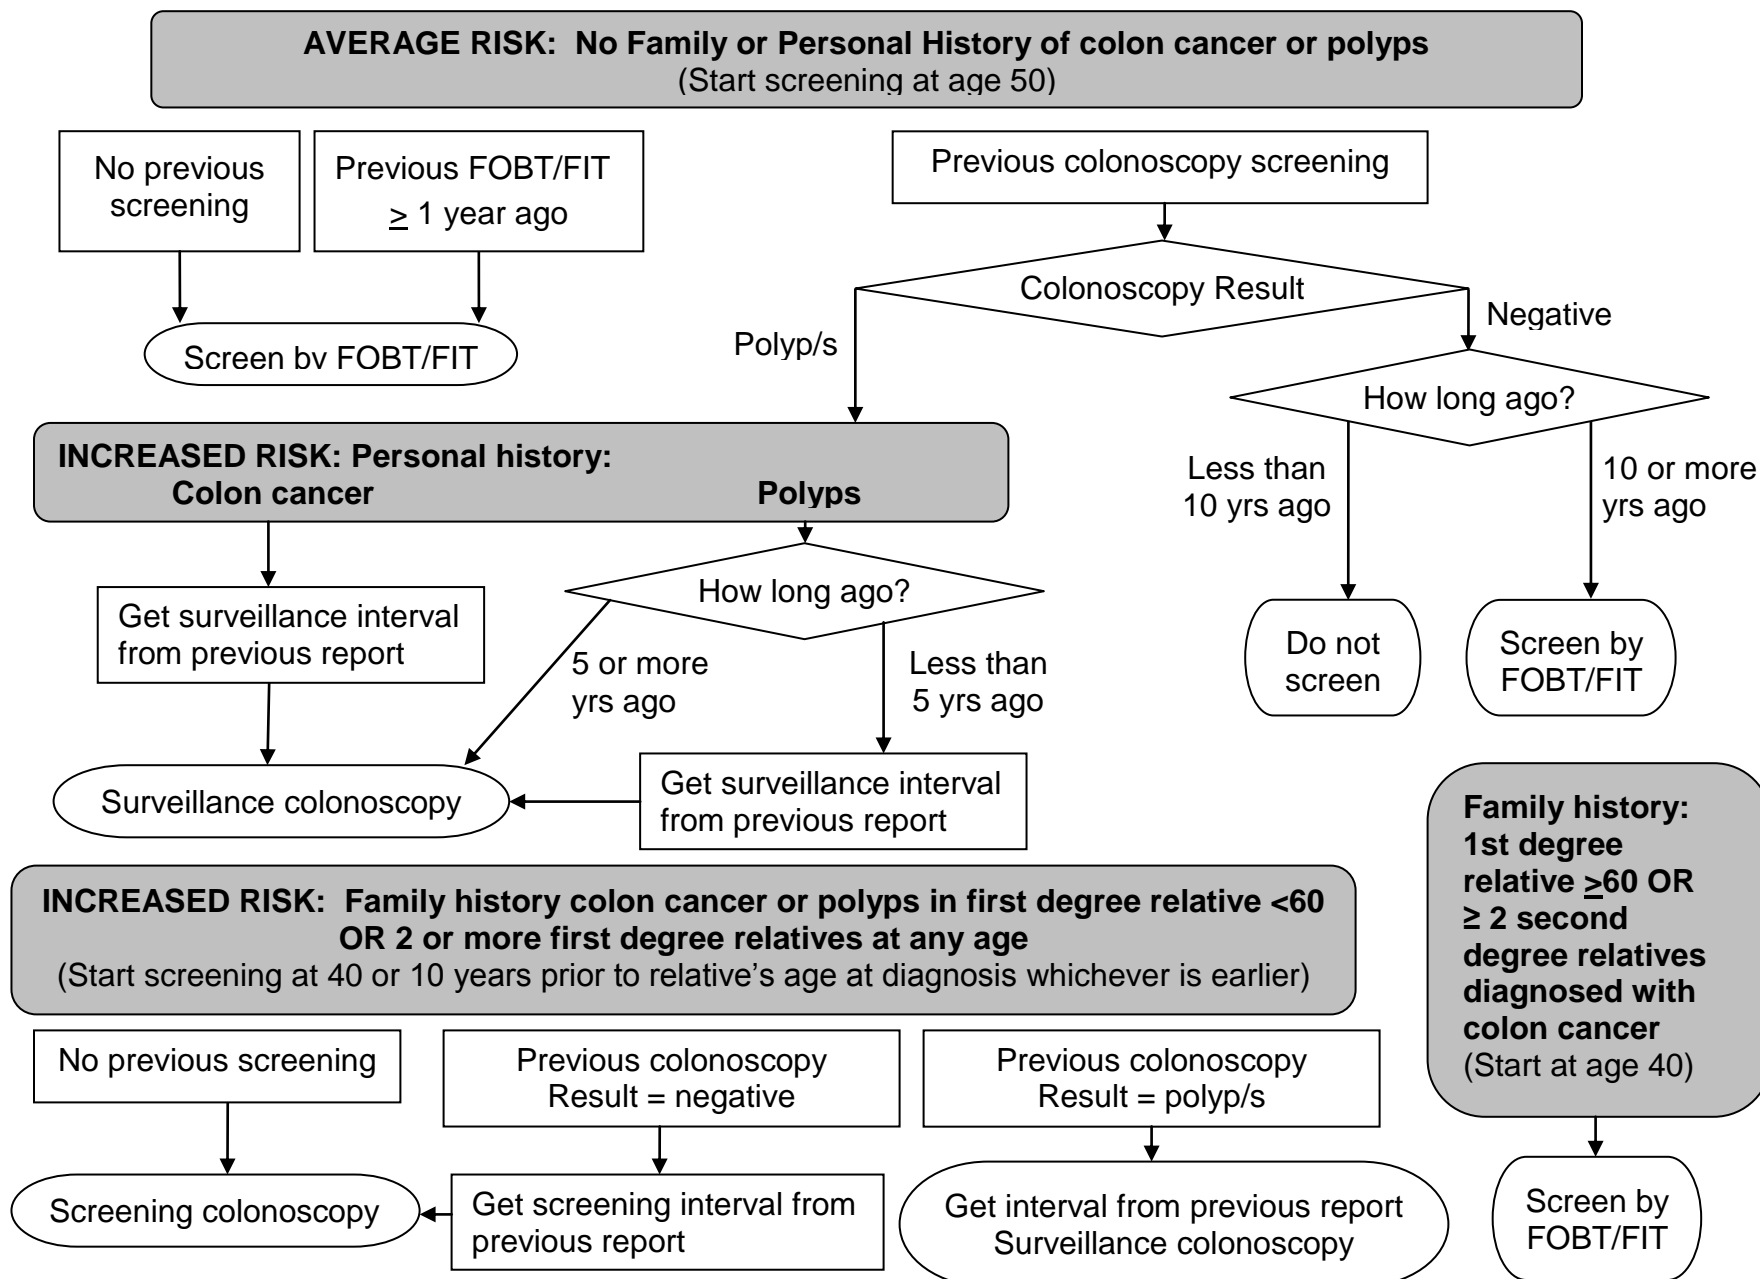 AVERAGE RISK: No Family or Personal History of colon cancer or polyps
(Start screening at age 50)
No previous
screening
Previous FOBT/FIT
≥ 1 year ago
Screen by FOBT/FIT
Previous colonoscopy screening
Colonoscopy Result
Polyp/s
Negative
How long ago?
Less than
10 yrs ago
10 or more
yrs ago
Do not
screen
Screen by
FOBT/FIT
INCREASED RISK: Personal history:
Colon cancer Polyps
Get surveillance interval
from previous report
How long ago?
5 or more
yrs ago
Less than
5 yrs ago
Surveillance colonoscopy
Get surveillance interval
from previous report
INCREASED RISK: Family history colon cancer or polyps in first degree relative <60
OR 2 or more first degree relatives at any age
(Start screening at 40 or 10 years prior to relative's age at diagnosis whichever is earlier)
No previous screening
Previous colonoscopy
Result = negative
Previous colonoscopy
Result = polyp/s
Screening colonoscopy
Get screening interval from
previous report
Get interval from previous report
Surveillance colonoscopy
Family history:
1st degree
relative ≥60 OR
≥ 2 second
degree relatives
diagnosed with
colon cancer
(Start at age 40)
Screen by
FOBT/FIT